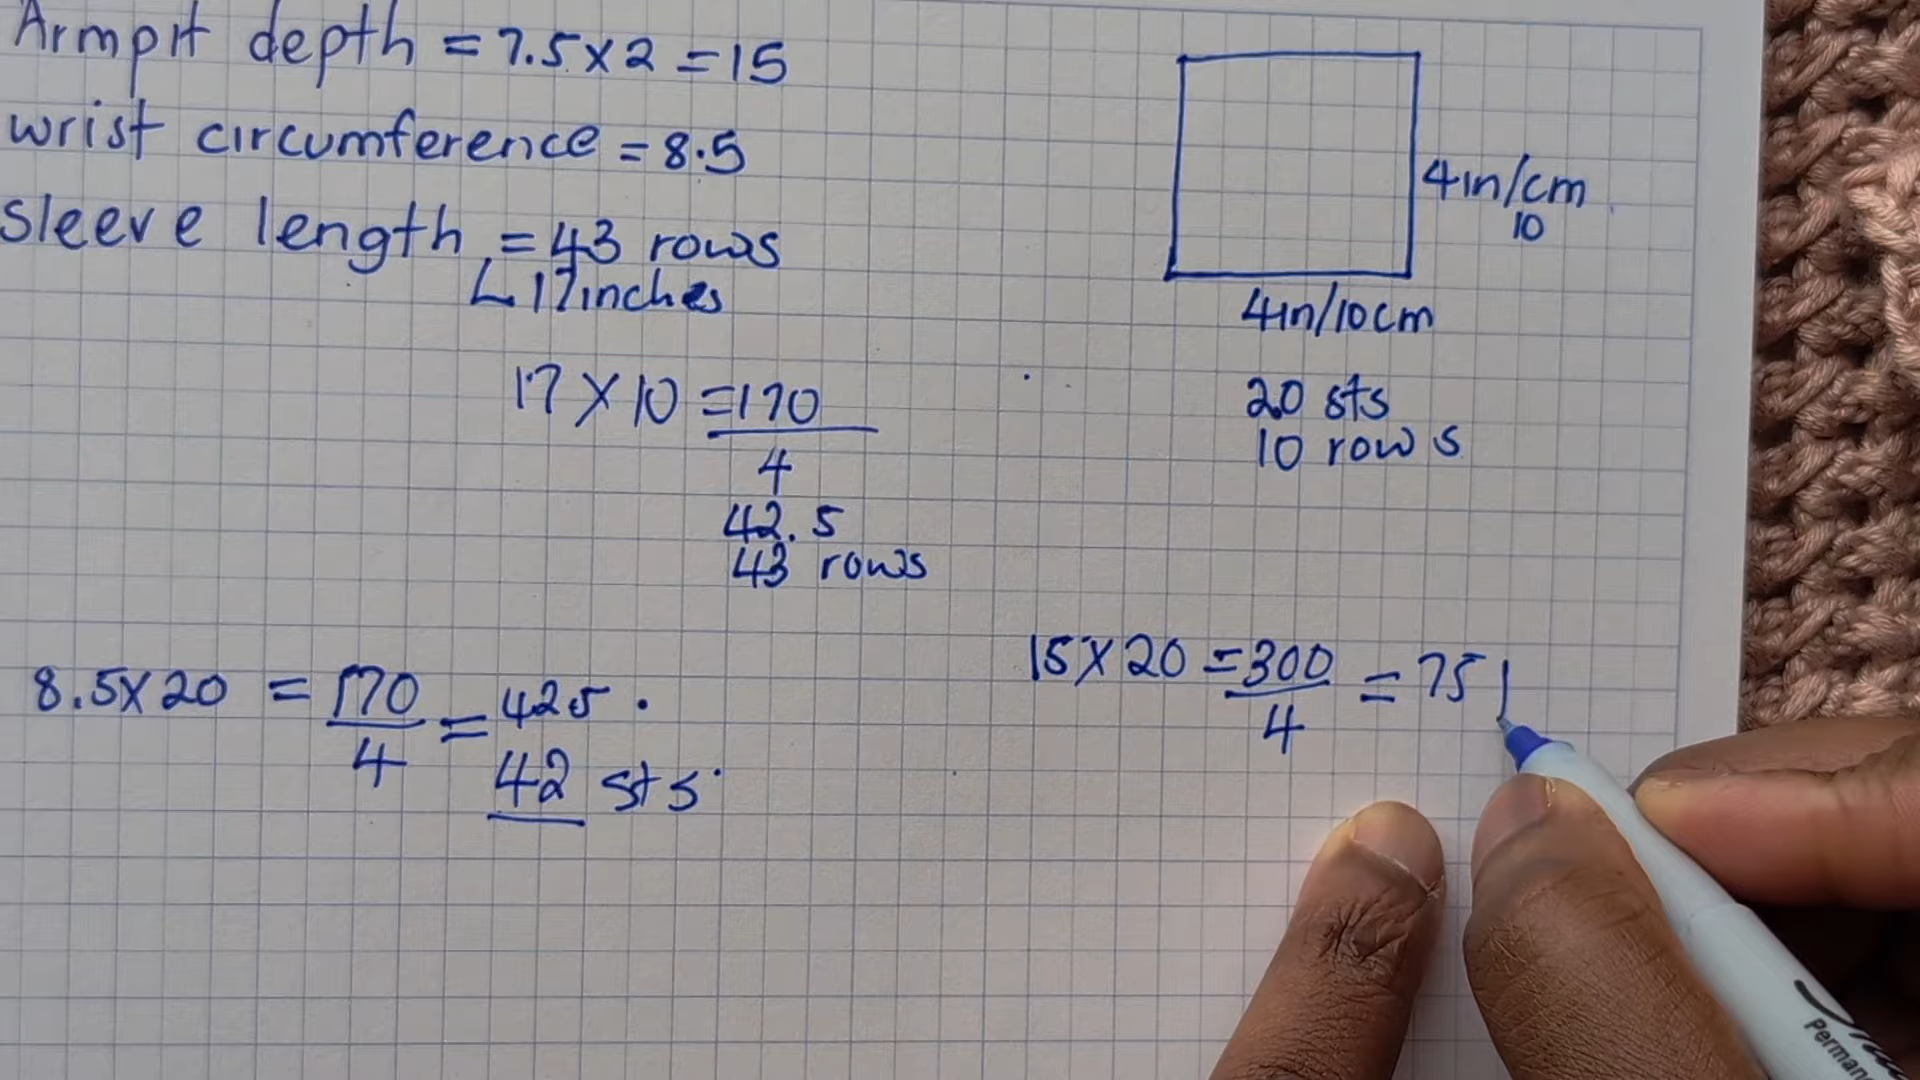 Armpit depth = 7.5 x 2 = 15
wrist circumference = 8.5
sleeve length = 43 rows
17 inches
4in/cm
10
4in/10cm
20 sts
10 rows
17 X 10 = 170
4
42.5
43 rows
8.5 x 20 = 170 = 425.
4
42 sts
15 X 20 = 300 = 75
4
Permanen